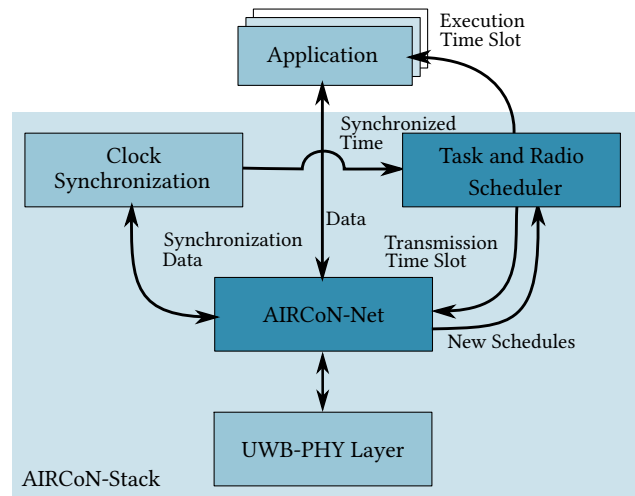 Execution
Time Slot
Application
Synchronized
Time
Clock
Synchronization
Task and Radio
Scheduler
Data
Synchronization
Data
Transmission
Time Slot
AIRCoN-Net
New Schedules
UWB-PHY Layer
AIRCoN-Stack